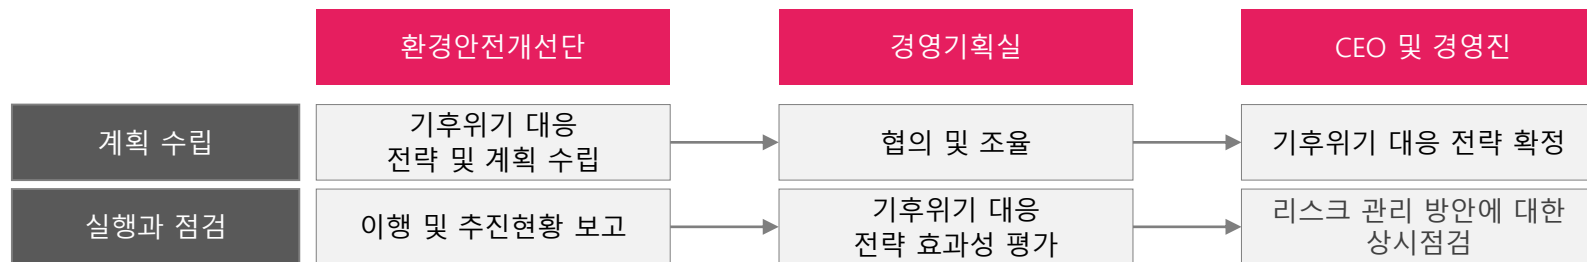 환경안전개선단
경영기획실
CEO 및 경영진
계획 수립
기후위기 대응
전략 및 계획 수립
협의 및 조율
기후위기 대응 전략 확정
실행과 점검
이행 및 추진현황 보고
기후위기 대응
전략 효과성 평가
리스크 관리 방안에 대한
상시점검